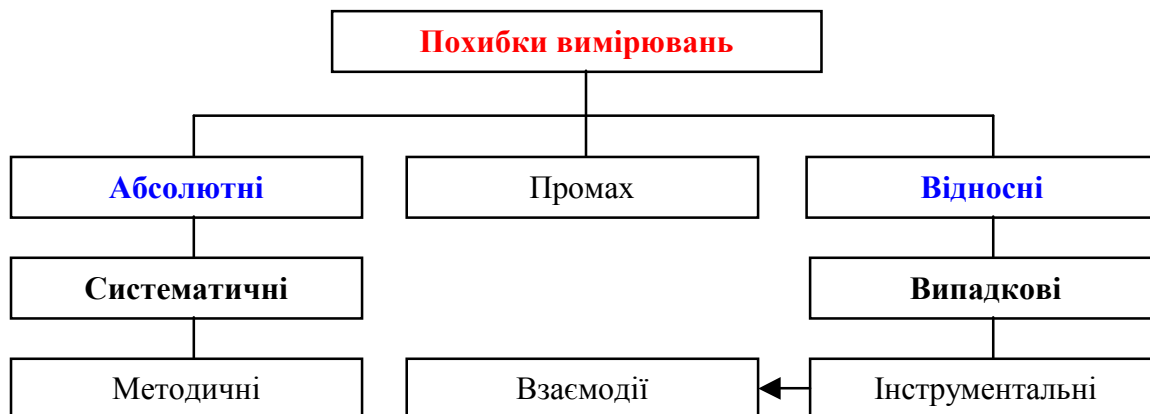 Похибки вимірювань
Абсолютні
Промах
Відносні
Систематичні
Випадкові
Методичні
Взаємодії
Інструментальні